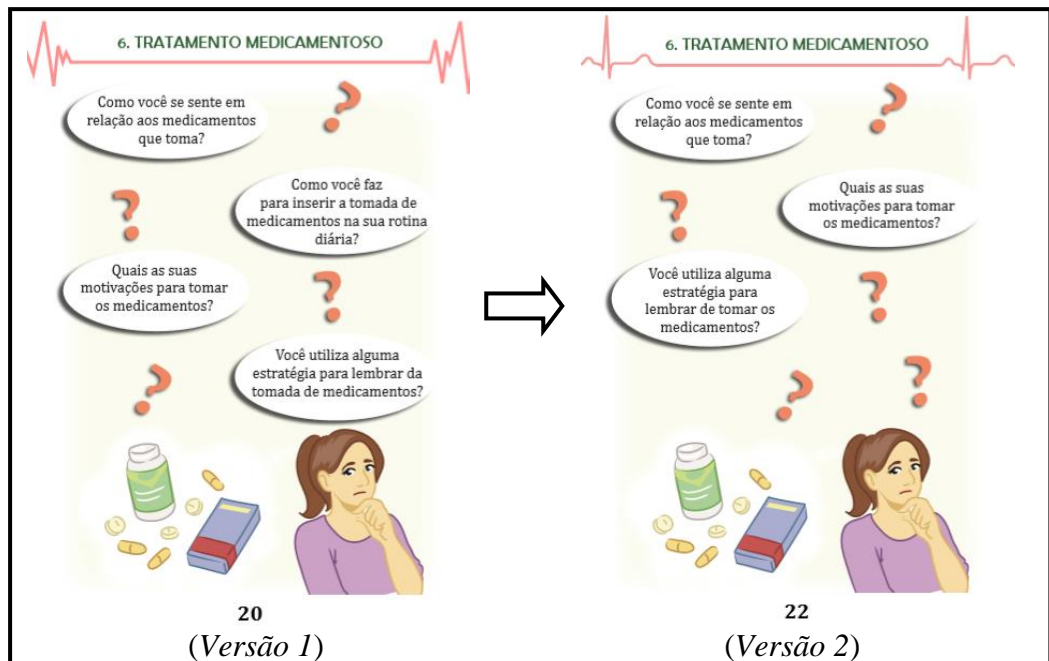 6. TRATAMENTO MEDICAMENTOSO
Como você se sente em
relação aos medicamentos
que toma?
?
?
Como você faz
para inserir a tomada de
medicamentos na sua rotina
diária?
Quais as suas
motivações para tomar
os medicamentos?
?
?
Você utiliza alguma
estratégia para lembrar da
tomada de medicamentos?
20
(Versão 1)
6. TRATAMENTO MEDICAMENTOSO
Como você se sente em
relação aos medicamentos
que toma?
?
?
Quais as suas
motivações para tomar
os medicamentos?
Você utiliza alguma
estratégia para
lembrar de tomar os
medicamentos?
?
?
?
22
(Versão 2)